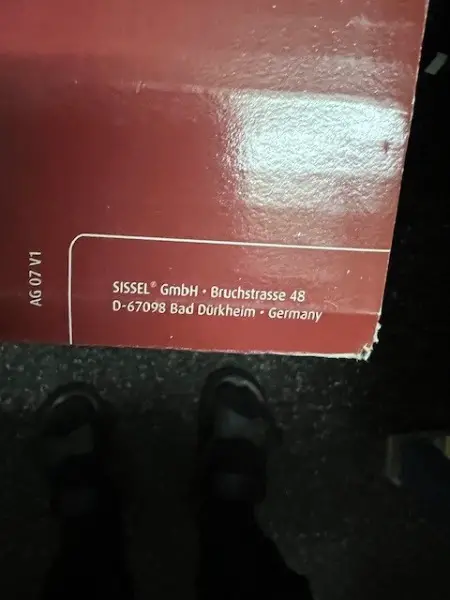 SISSEL® GmbH • Bruchstrasse 48
D-67098 Bad Dürkheim • Germany
AG 07 V1